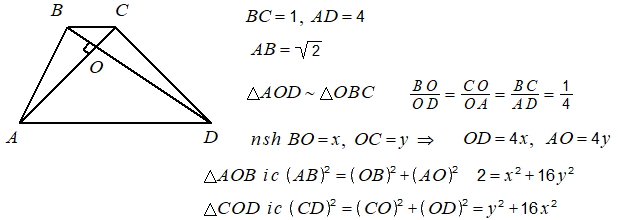 B C
BC = 1, AD = 4
AB = √2
O
△AOD ~ △OBC BO/OD = CO/OA = BC/AD = 1/4
A D
nsh BO = x, OC = y ⇒ OD = 4x, AO = 4y
△AOB ic (AB)² = (OB)² + (AO)² 2 = x² + 16y²
△COD ic (CD)² = (CO)² + (OD)² = y² + 16x²